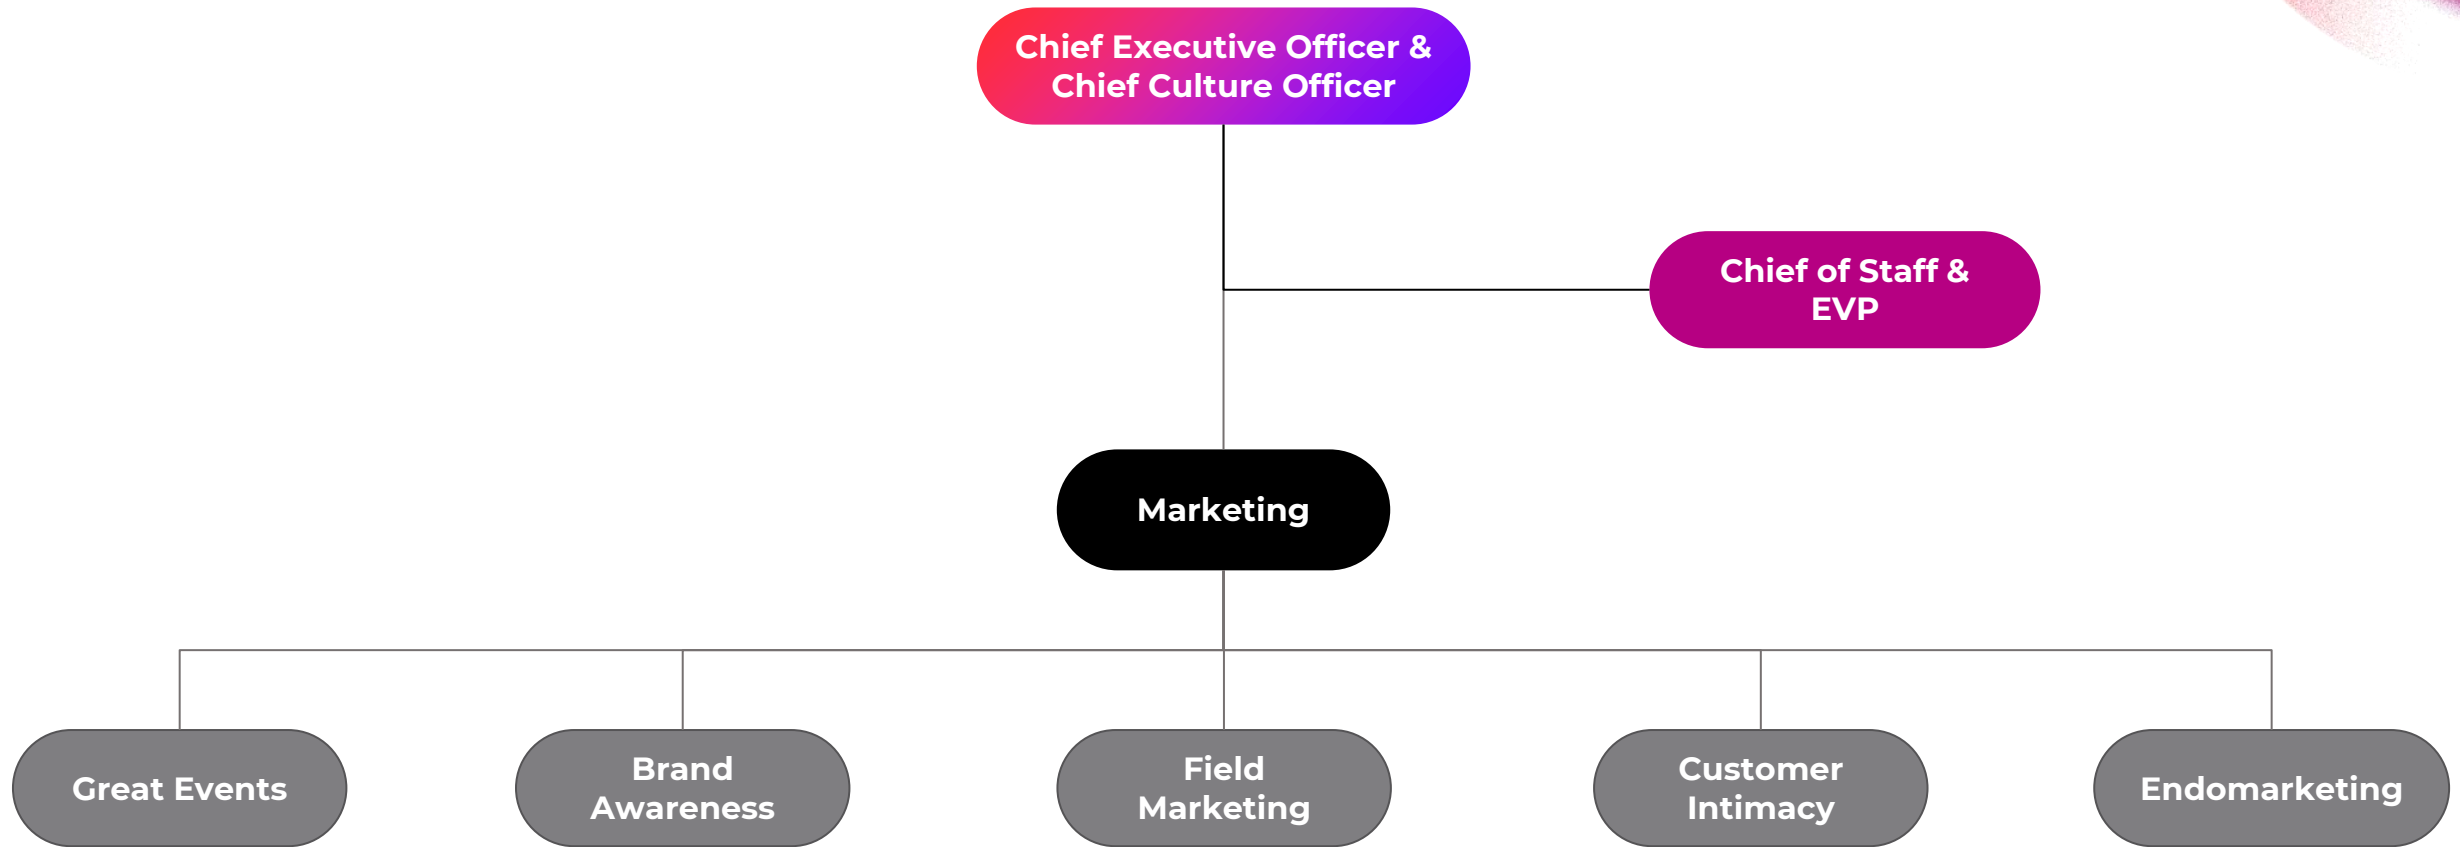 Chief Executive Officer &
Chief Culture Officer
Chief of Staff &
EVP
Marketing
Great Events
Brand
Awareness
Field
Marketing
Customer
Intimacy
Endomarketing